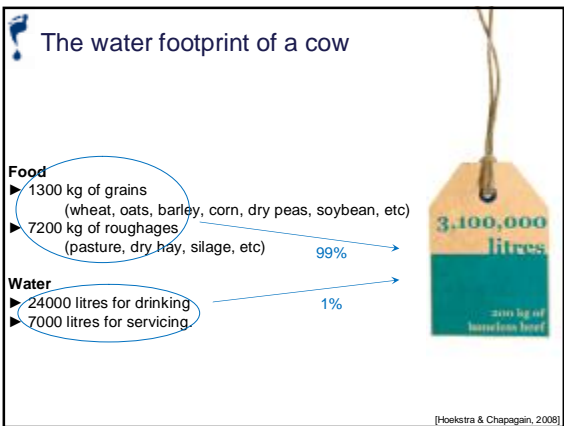 The water footprint of a cow
Food
► 1300 kg of grains
(wheat, oats, barley, corn, dry peas, soybean, etc)
► 7200 kg of roughages
(pasture, dry hay, silage, etc)
99%
Water
► 24000 litres for drinking
► 7000 litres for servicing.
1%
3,100,000
litres
200 kg of
boneless beef
[Hoekstra & Chapagain, 2008]